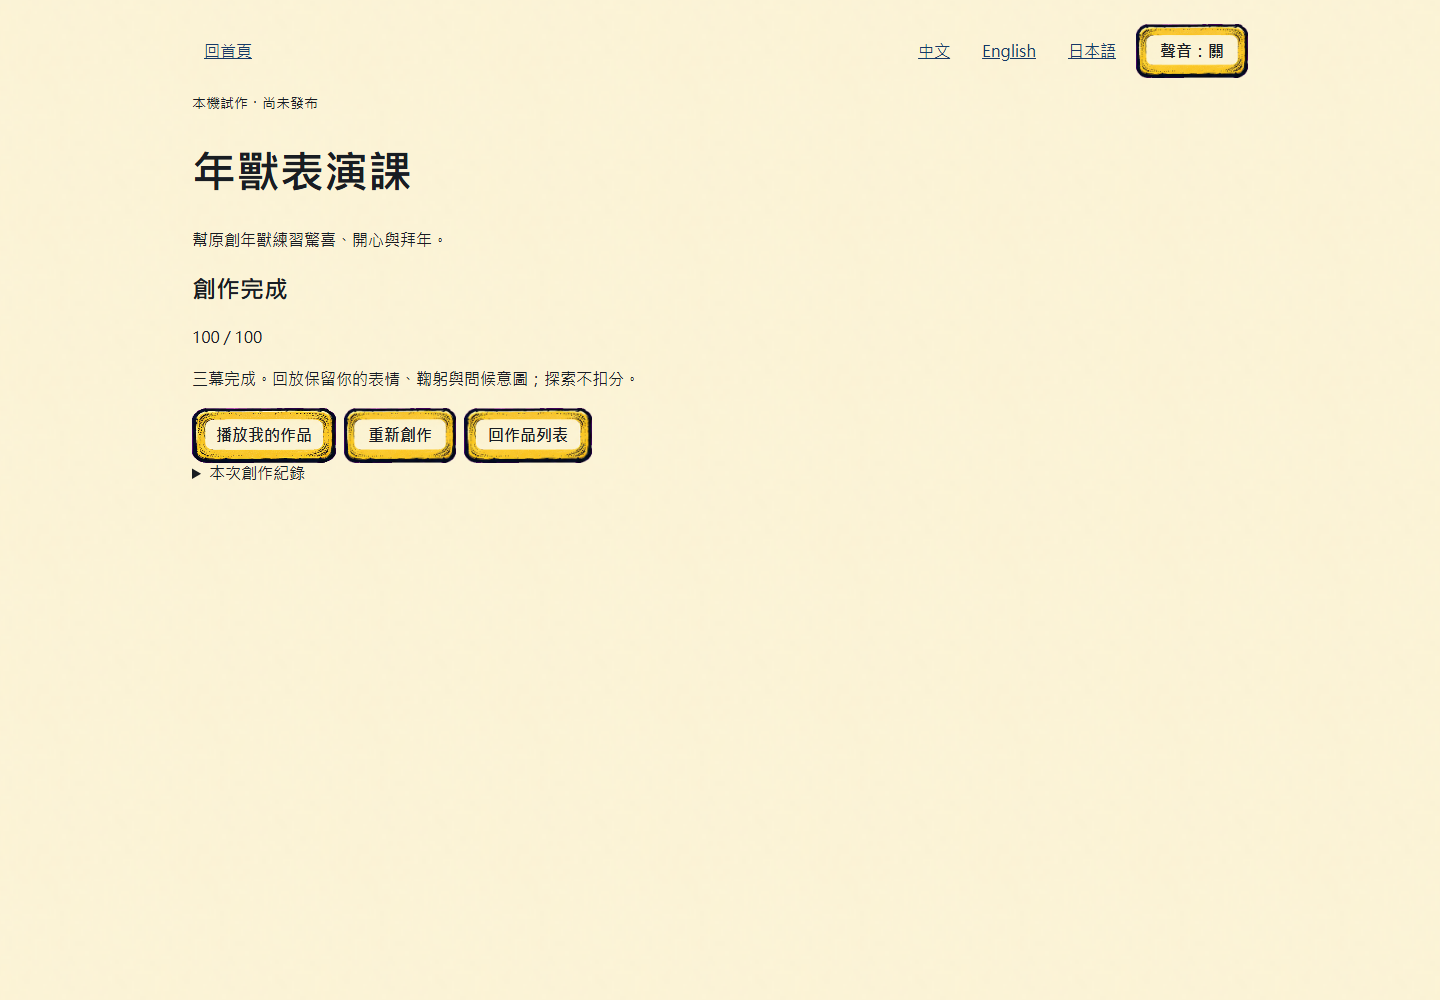 回首頁
中文 English 日本語 聲音：關
本機試作・尚未發布
年獸表演課
幫原創年獸練習驚喜、開心與拜年。
創作完成
100 / 100
三幕完成。回放保留你的表情、鞠躬與問候意圖；探索不扣分。
播放我的作品 重新創作 回作品列表
▶ 本次創作紀錄